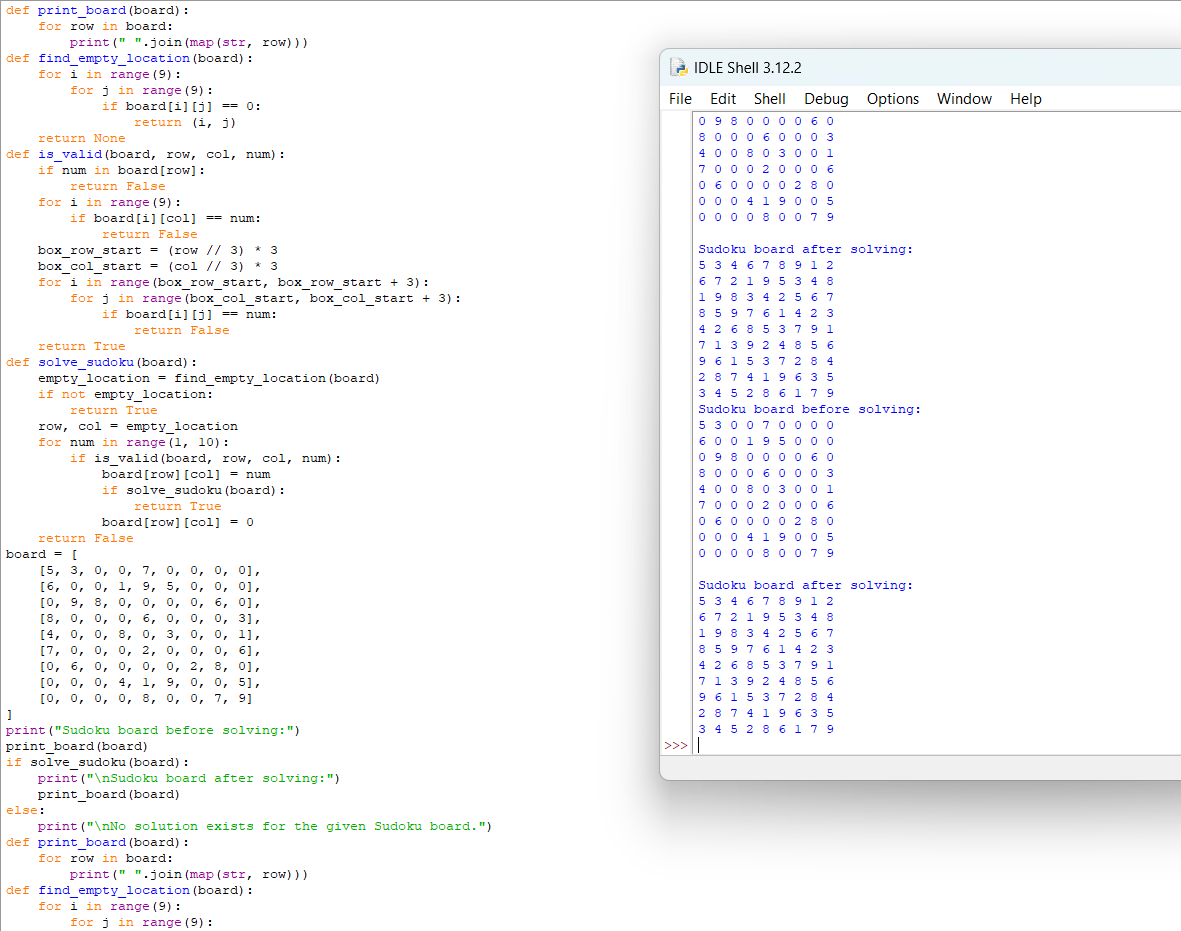 def print_board(board):
    for row in board:
        print(" ".join(map(str, row)))
def find_empty_location(board):
    for i in range(9):
        for j in range(9):
            if board[i][j] == 0:
                return (i, j)
    return None
def is_valid(board, row, col, num):
    if num in board[row]:
        return False
    for i in range(9):
        if board[i][col] == num:
            return False
    box_row_start = (row // 3) * 3
    box_col_start = (col // 3) * 3
    for i in range(box_row_start, box_row_start + 3):
        for j in range(box_col_start, box_col_start + 3):
            if board[i][j] == num:
                return False
    return True
def solve_sudoku(board):
    empty_location = find_empty_location(board)
    if not empty_location:
        return True
    row, col = empty_location
    for num in range(1, 10):
        if is_valid(board, row, col, num):
            board[row][col] = num
            if solve_sudoku(board):
                return True
            board[row][col] = 0
    return False
board = [
    [5, 3, 0, 0, 7, 0, 0, 0, 0],
    [6, 0, 0, 1, 9, 5, 0, 0, 0],
    [0, 9, 8, 0, 0, 0, 0, 6, 0],
    [8, 0, 0, 0, 6, 0, 0, 0, 3],
    [4, 0, 0, 8, 0, 3, 0, 0, 1],
    [7, 0, 0, 0, 2, 0, 0, 0, 6],
    [0, 6, 0, 0, 0, 0, 2, 8, 0],
    [0, 0, 0, 4, 1, 9, 0, 0, 5],
    [0, 0, 0, 0, 8, 0, 0, 7, 9]
]
print("Sudoku board before solving:")
print_board(board)
if solve_sudoku(board):
    print("\nSudoku board after solving:")
    print_board(board)
else:
    print("\nNo solution exists for the given Sudoku board.")
def print_board(board):
    for row in board:
        print(" ".join(map(str, row)))
def find_empty_location(board):
    for i in range(9):
        for j in range(9):
IDLE Shell 3.12.2
File Edit Shell Debug Options Window Help
0 9 8 0 0 0 0 6 0
8 0 0 0 6 0 0 0 3
4 0 0 8 0 3 0 0 1
7 0 0 0 2 0 0 0 6
0 6 0 0 0 0 2 8 0
0 0 0 4 1 9 0 0 5
0 0 0 0 8 0 0 7 9
Sudoku board after solving:
5 3 4 6 7 8 9 1 2
6 7 2 1 9 5 3 4 8
1 9 8 3 4 2 5 6 7
8 5 9 7 6 1 4 2 3
4 2 6 8 5 3 7 9 1
7 1 3 9 2 4 8 5 6
9 6 1 5 3 7 2 8 4
2 8 7 4 1 9 6 3 5
3 4 5 2 8 6 1 7 9
Sudoku board before solving:
5 3 0 0 7 0 0 0 0
6 0 0 1 9 5 0 0 0
0 9 8 0 0 0 0 6 0
8 0 0 0 6 0 0 0 3
4 0 0 8 0 3 0 0 1
7 0 0 0 2 0 0 0 6
0 6 0 0 0 0 2 8 0
0 0 0 4 1 9 0 0 5
0 0 0 0 8 0 0 7 9
Sudoku board after solving:
5 3 4 6 7 8 9 1 2
6 7 2 1 9 5 3 4 8
1 9 8 3 4 2 5 6 7
8 5 9 7 6 1 4 2 3
4 2 6 8 5 3 7 9 1
7 1 3 9 2 4 8 5 6
9 6 1 5 3 7 2 8 4
2 8 7 4 1 9 6 3 5
3 4 5 2 8 6 1 7 9
>>>